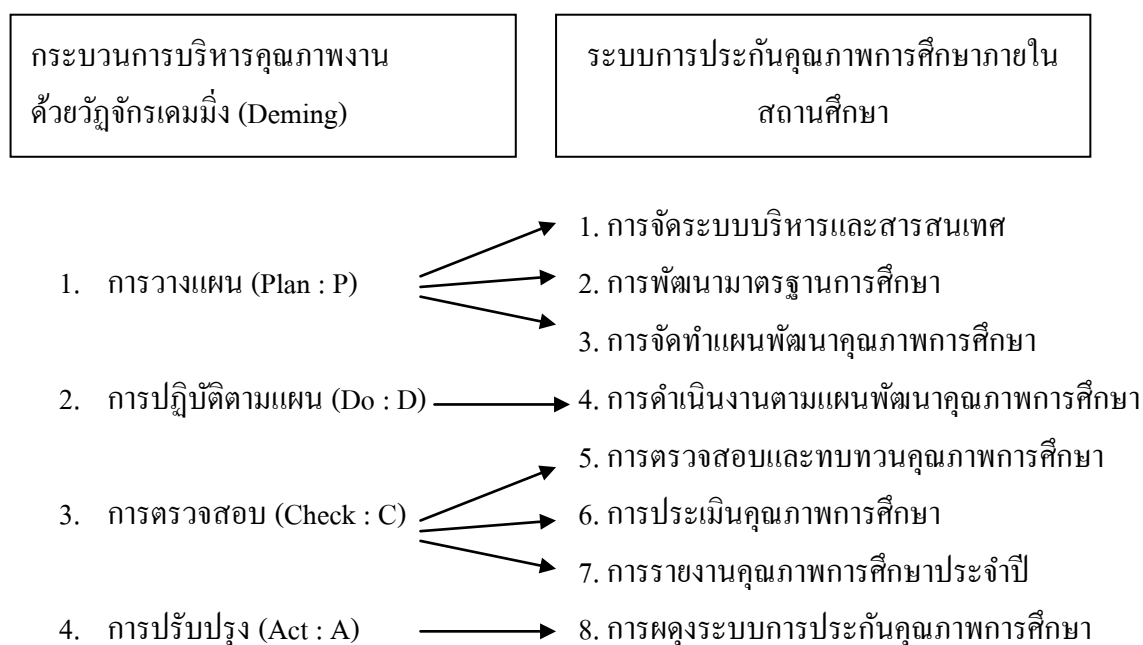 กระบวนการบริหารคุณภาพงาน
ด้วยวัฏจักรเดมมิ่ง (Deming)
ระบบการประกันคุณภาพการศึกษาภายใน
สถานศึกษา
1. การจัดระบบบริหารและสารสนเทศ
1. การวางแผน (Plan : P)
2. การพัฒนามาตรฐานการศึกษา
3. การจัดทำแผนพัฒนาคุณภาพการศึกษา
2. การปฏิบัติตามแผน (Do : D)
4. การดำเนินงานตามแผนพัฒนาคุณภาพการศึกษา
5. การตรวจสอบและทบทวนคุณภาพการศึกษา
3. การตรวจสอบ (Check : C)
6. การประเมินคุณภาพการศึกษา
7. การรายงานคุณภาพการศึกษาประจำปี
4. การปรับปรุง (Act : A)
8. การผดุงระบบการประกันคุณภาพการศึกษา